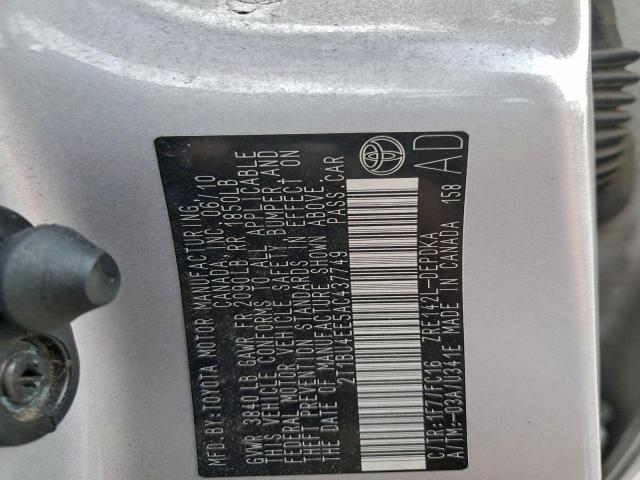 MFD. BY: TOYOTA MOTOR MANUFACTURING,
CANADA, INC. 06/10
GVWR 3840 LB GAWR FR 2090 LB, RR 1850LB
THIS VEHICLE CONFORMS TO ALL APPLICABLE
FEDERAL MOTOR VEHICLE SAFETY, BUMPER AND
THEFT PREVENTION STANDARDS IN EFFECT ON
THE DATE OF MANUFACTURE SHOWN ABOVE.
2T1BU4EE5AC437749 PASS.CAR
C/TR:1F7/FC16 ZRE142L-DEPDKA
A/TM:-03A/U341E MADE IN CANADA 158
AD